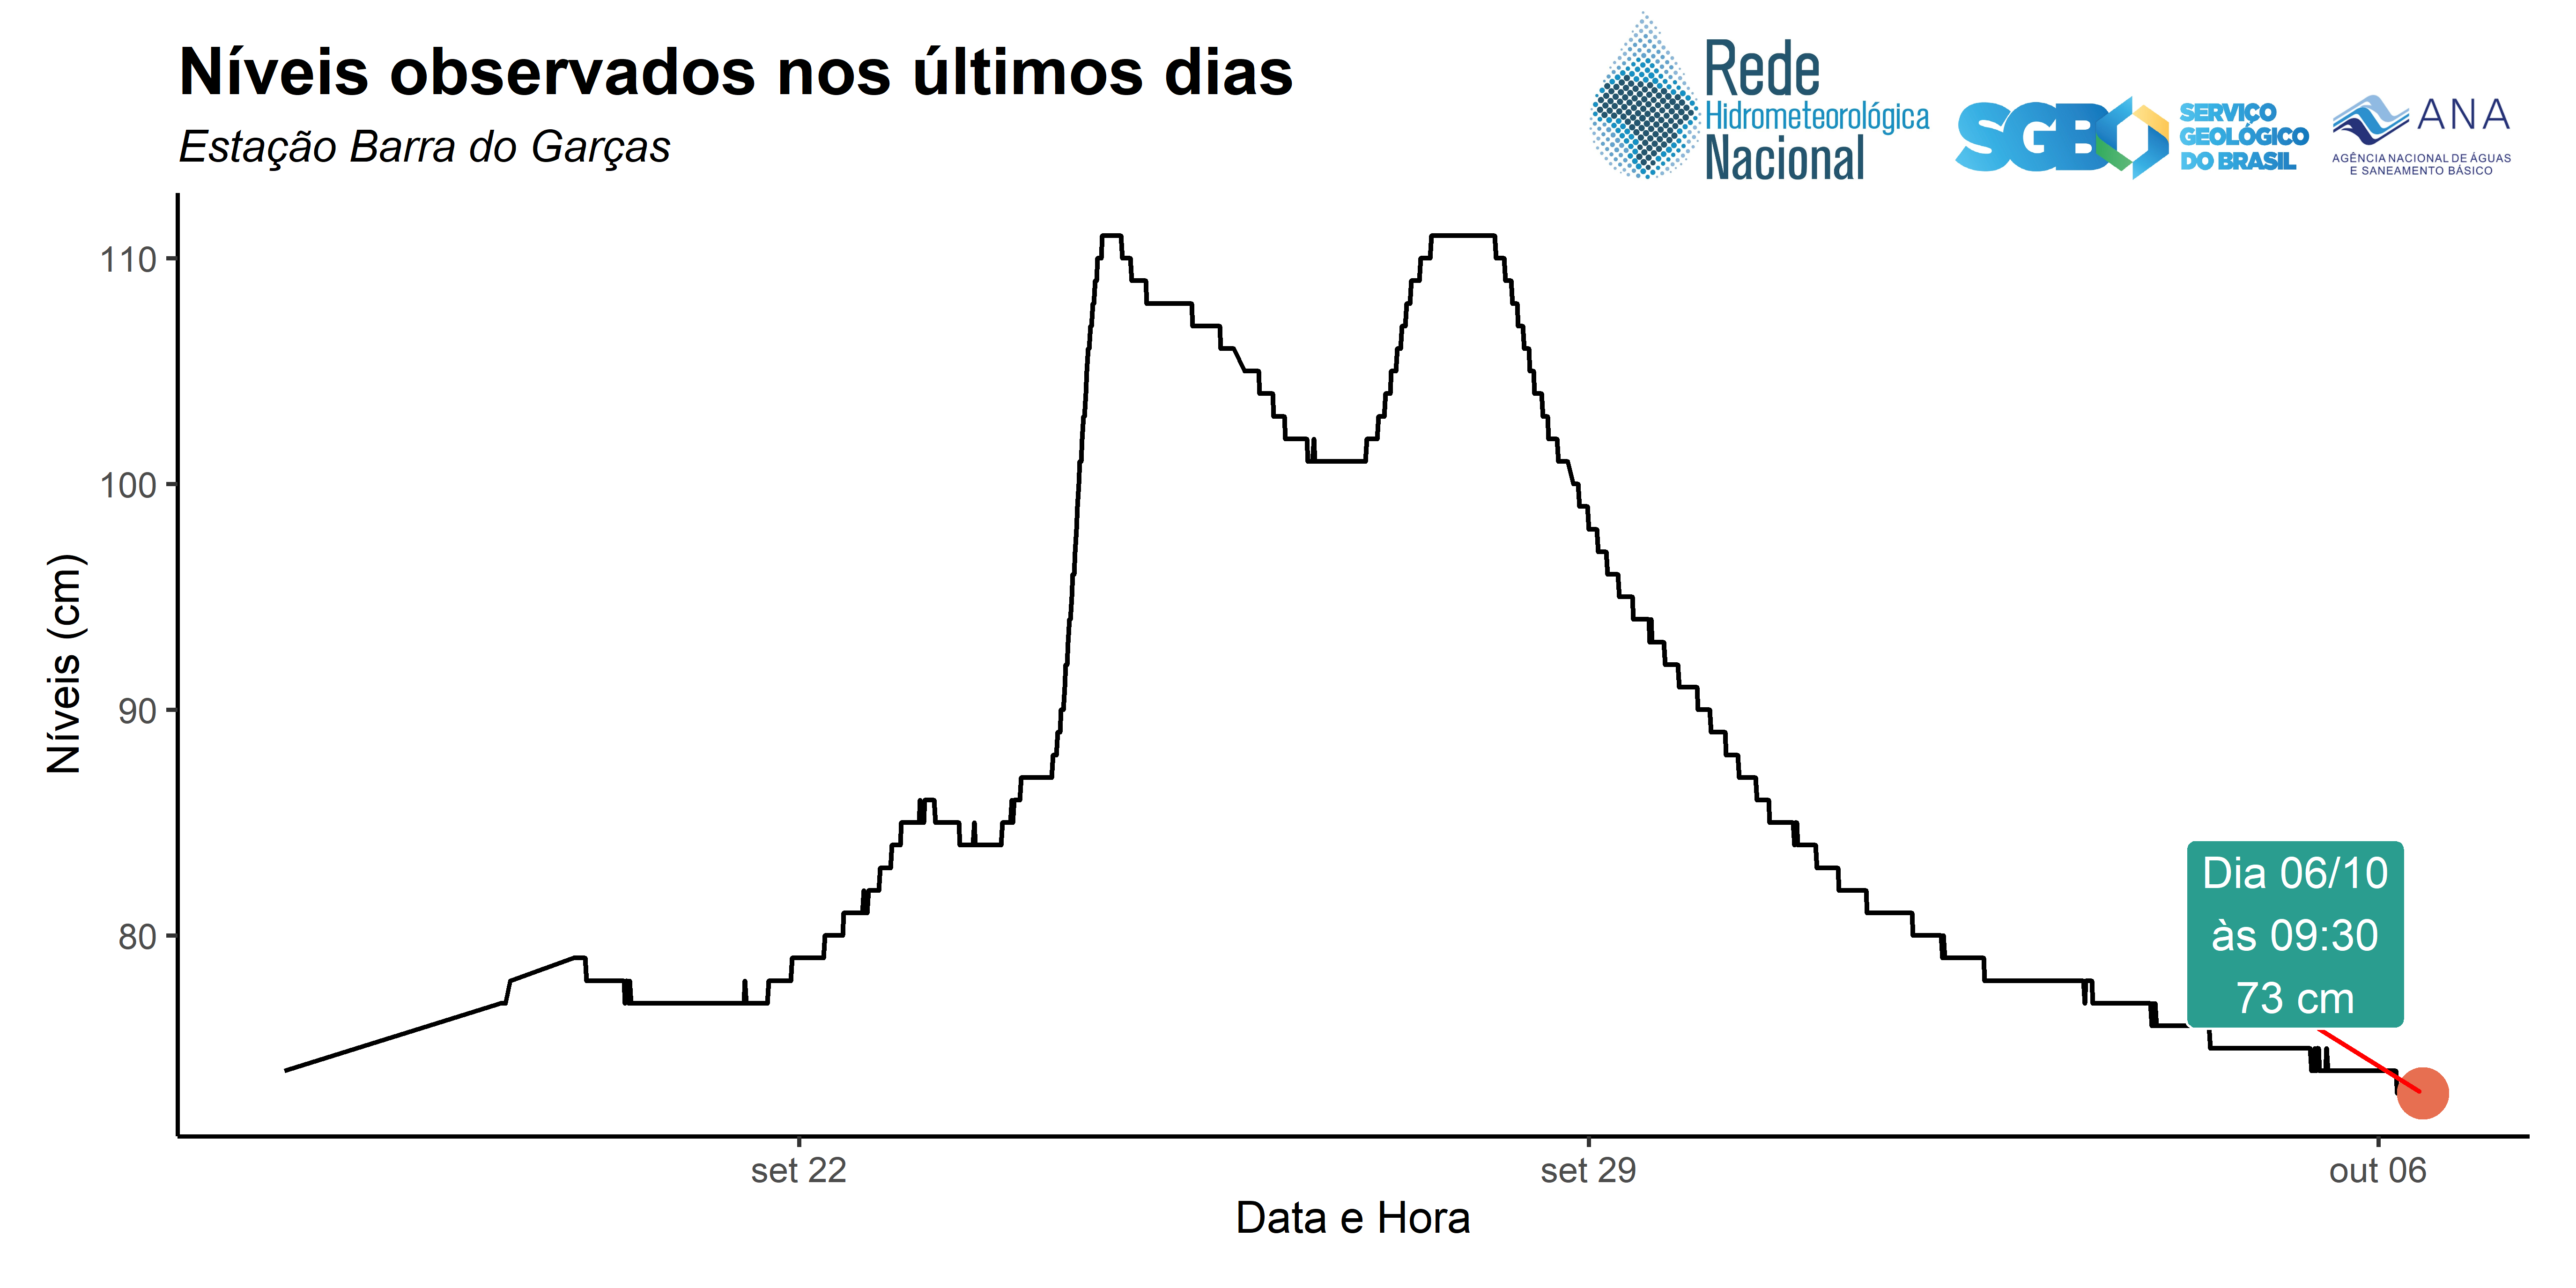 Níveis observados nos últimos dias
Estação Barra do Garças
Rede
Hidrometeorológica
Nacional
SGB
SERVIÇO
GEOLÓGICO
DO BRASIL
ANA
AGÊNCIA NACIONAL DE ÁGUAS
E SANEAMENTO BÁSICO
Níveis (cm)
110
100
90
80
Dia 06/10
às 09:30
73 cm
set 22
set 29
out 06
Data e Hora